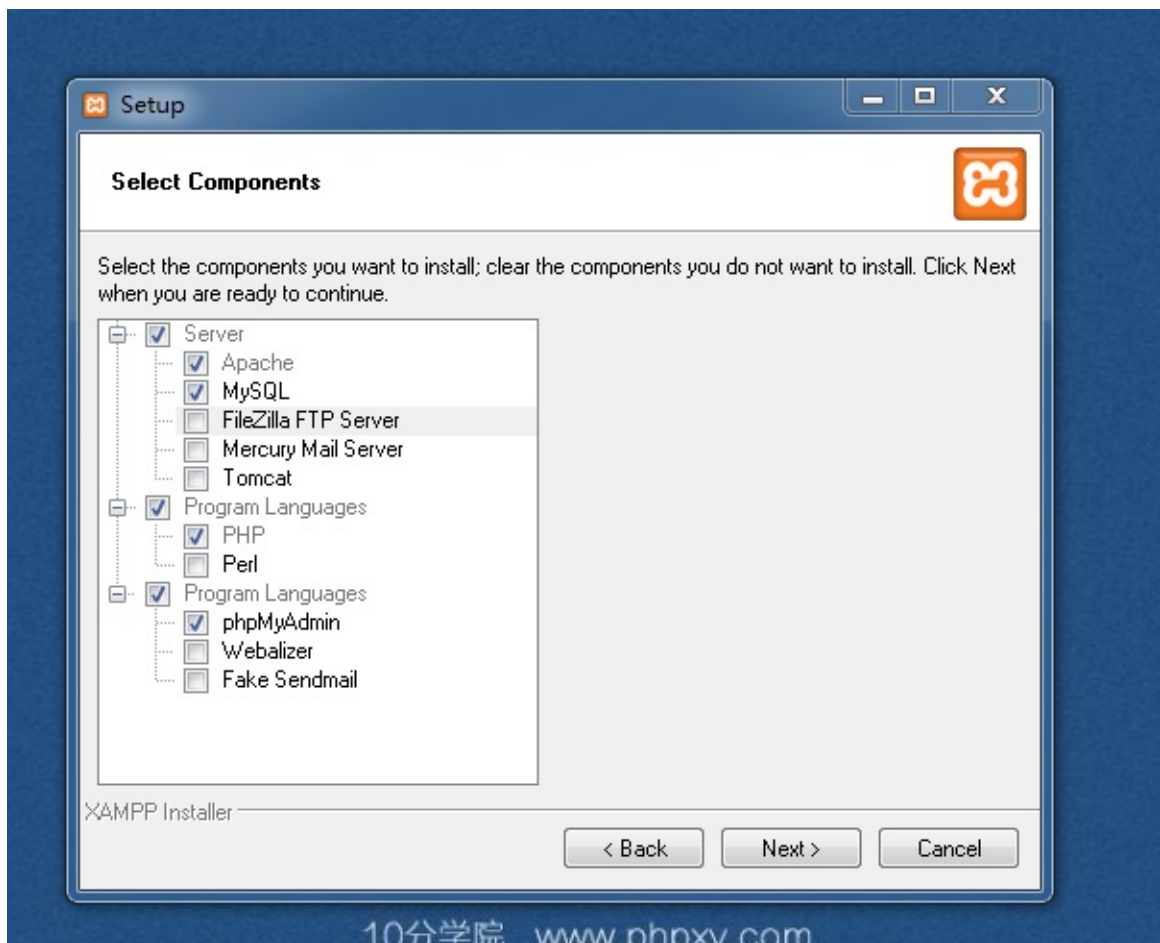 Setup
Select Components
Select the components you want to install; clear the components you do not want to install. Click Next
when you are ready to continue.
Server
Apache
MySQL
FileZilla FTP Server
Mercury Mail Server
Tomcat
Program Languages
PHP
Perl
Program Languages
phpMyAdmin
Webalizer
Fake Sendmail
XAMPP Installer
< Back Next > Cancel
10分学院 www.phpxy.com